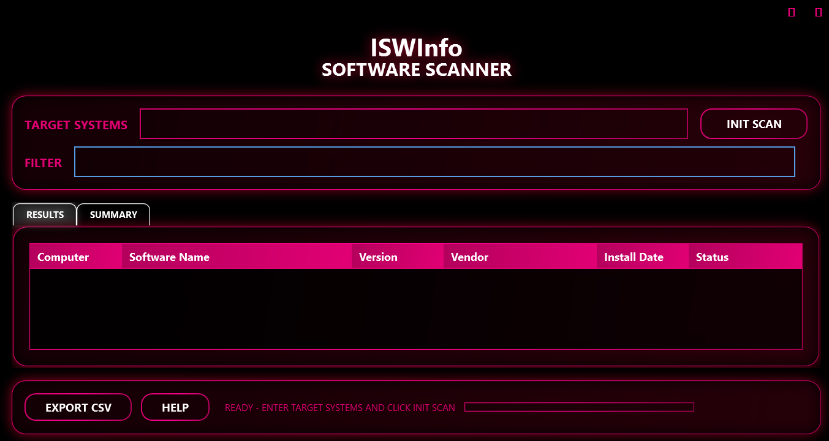 ISWInfo
SOFTWARE SCANNER
TARGET SYSTEMS INIT SCAN
FILTER
RESULTS SUMMARY
Computer Software Name Version Vendor Install Date Status
EXPORT CSV HELP READY - ENTER TARGET SYSTEMS AND CLICK INIT SCAN